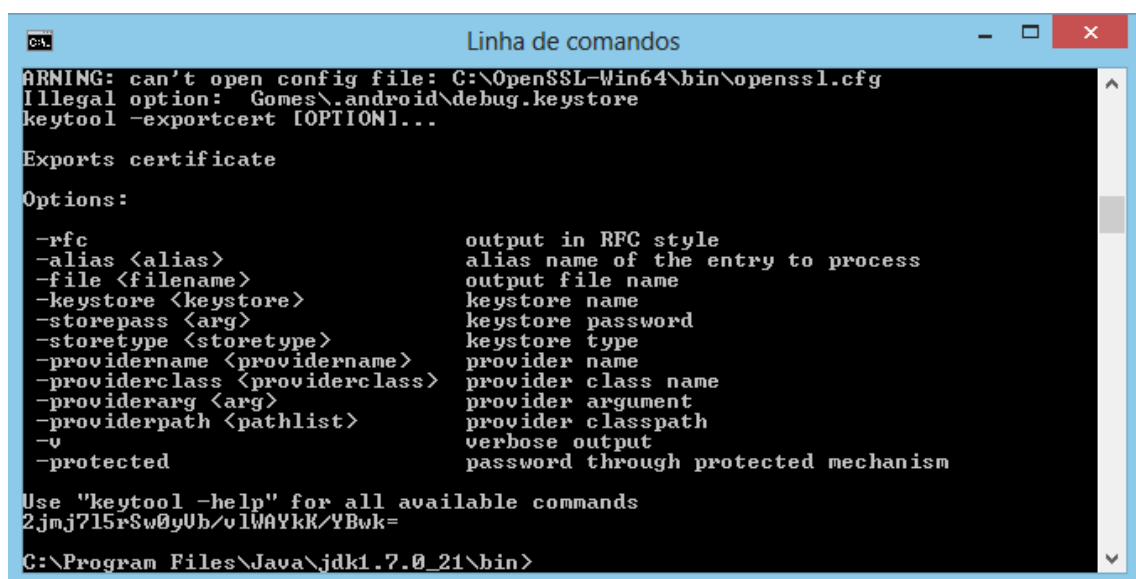 Linha de comandos
ARNING: can't open config file: C:\OpenSSL-Win64\bin\openssl.cfg
Illegal option:  Gomes\.android\debug.keystore
keytool -exportcert [OPTION]...
Exports certificate
Options:
-rfc output in RFC style
-alias <alias> alias name of the entry to process
-file <filename> output file name
-keystore <keystore> keystore name
-storepass <arg> keystore password
-storetype <storetype> keystore type
-providername <providername> provider name
-providerclass <providerclass> provider class name
-providerarg <arg> provider argument
-providerpath <pathlist> provider classpath
-v verbose output
-protected password through protected mechanism
Use "keytool -help" for all available commands
2jmj7l5rSw0yVb/vlWAYkK/YBwk=
C:\Program Files\Java\jdk1.7.0_21\bin>